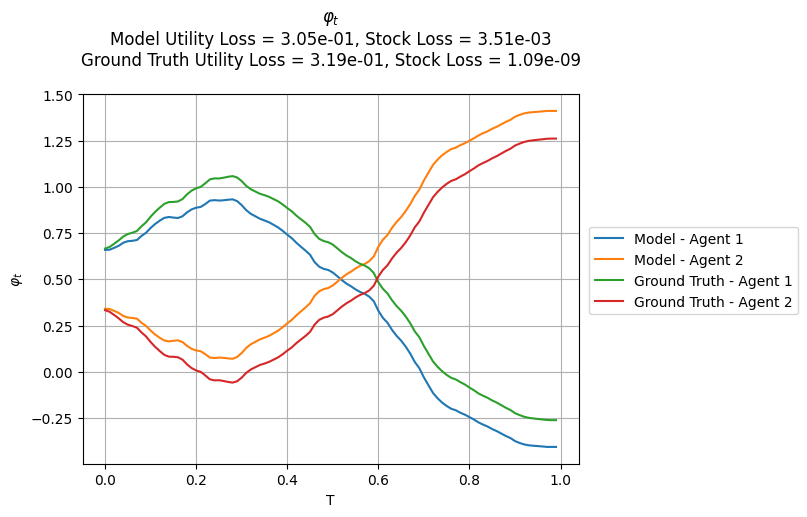 φt
Model Utility Loss = 3.05e-01, Stock Loss = 3.51e-03
Ground Truth Utility Loss = 3.19e-01, Stock Loss = 1.09e-09
1.50
1.25
1.00
0.75
0.50
0.25
0.00
−0.25
φt
0.0 0.2 0.4 0.6 0.8 1.0
T
Model - Agent 1
Model - Agent 2
Ground Truth - Agent 1
Ground Truth - Agent 2